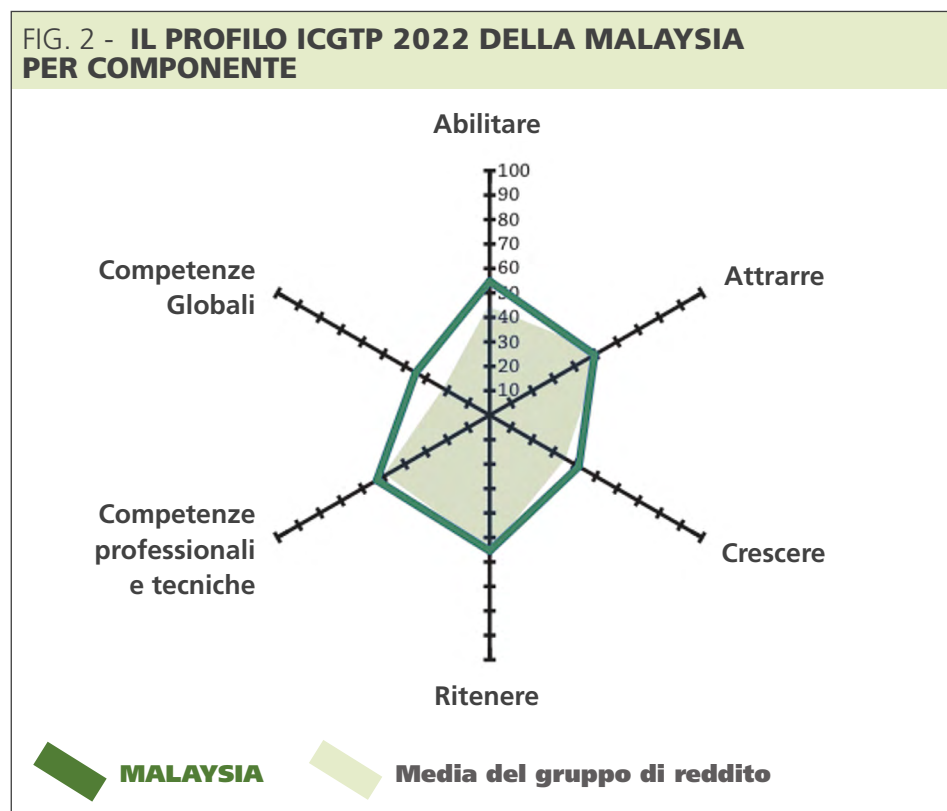 FIG. 2 - IL PROFILO ICGTP 2022 DELLA MALAYSIA
PER COMPONENTE
Abilitare
100
90
80
70
60
50
40
30
20
10
Competenze
Globali
Attrarre
Competenze
professionali
e tecniche
Crescere
Ritenere
MALAYSIA
Media del gruppo di reddito